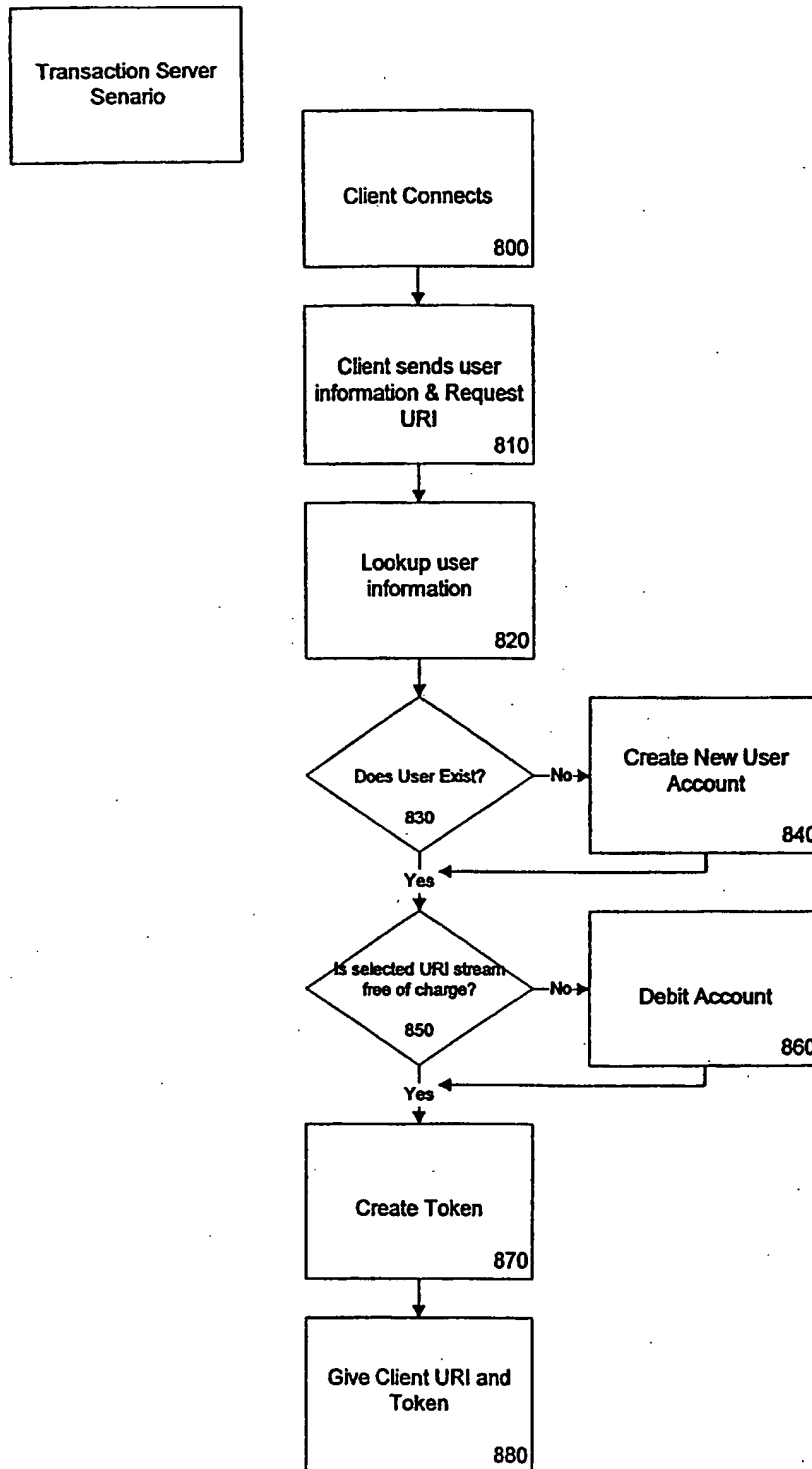 Transaction Server
Senario
Client Connects
800
Client sends user
information & Request
URI
810
Lookup user
information
820
Does User Exist?
830
No
Create New User
Account
840
Yes
Is selected URI stream
free of charge?
850
No
Debit Account
860
Yes
Create Token
870
Give Client URI and
Token
880